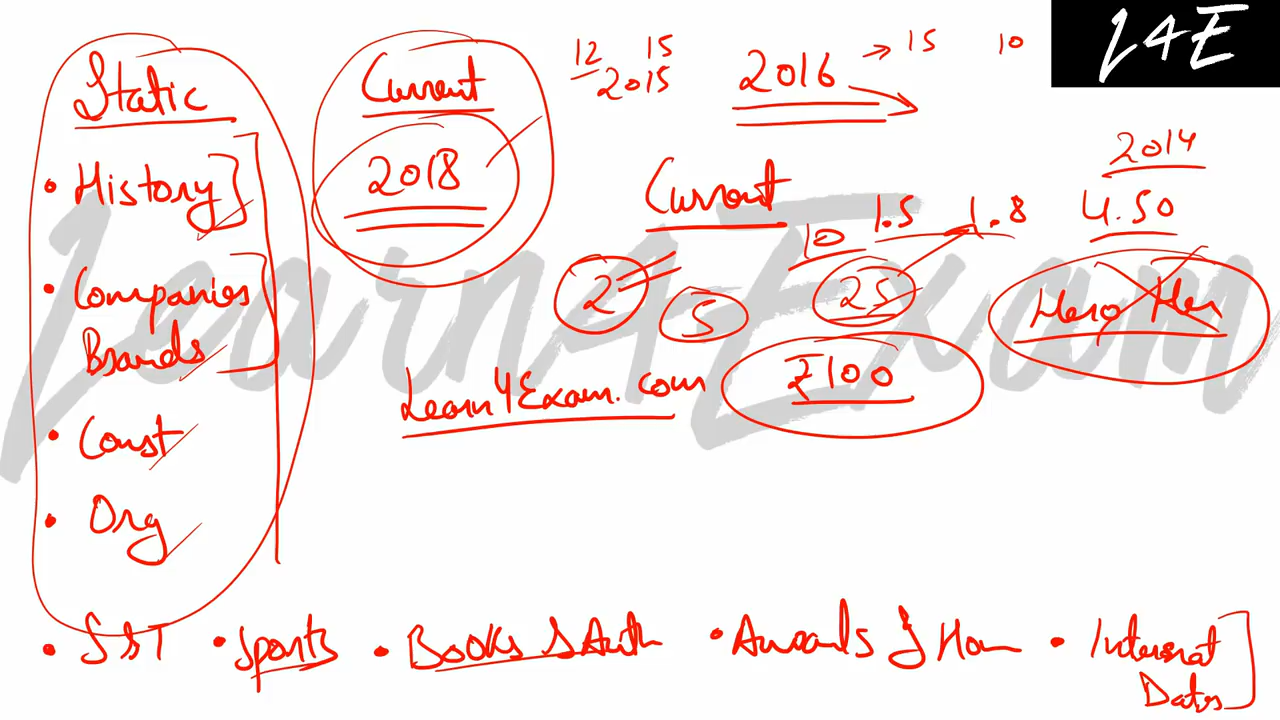 Static
• History
• Companies
Brands
• Const
• Org
Current
2018
12 15
2015
2016 → 15 10
L4E
2014
Current
10 1.5 1.8 4.50
2 5 25
Hero
₹100
Learn4Exam.com
Learn4Exam
• S&T • Sports • Books & Auth • Awards & Hon • Internat
Dates